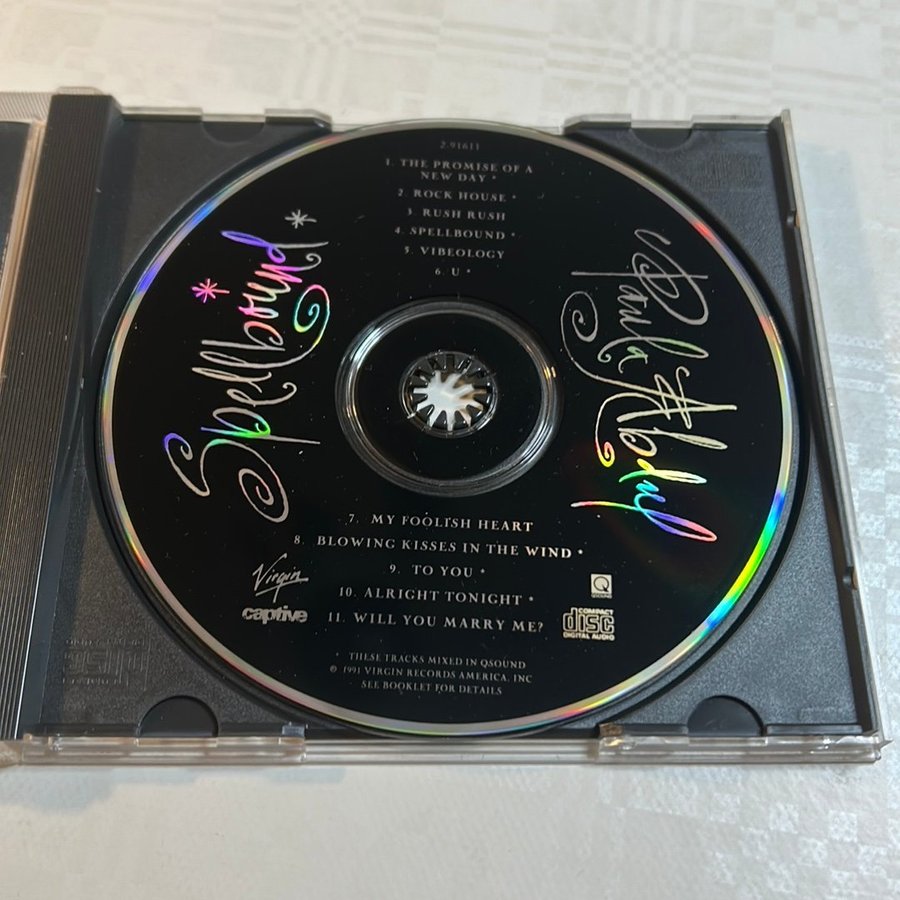 2-91611
1. THE PROMISE OF A
NEW DAY *
2. ROCK HOUSE *
3. RUSH RUSH
4. SPELLBOUND *
5. VIBEOLOGY
6. U *
Spellbound
Paula Abdul
7. MY FOOLISH HEART
8. BLOWING KISSES IN THE WIND *
9. TO YOU *
10. ALRIGHT TONIGHT *
11. WILL YOU MARRY ME?
Virgin
captive
Q
QSOUND
COMPACT
disc
DIGITAL AUDIO
* THESE TRACKS MIXED IN QSOUND
℗ 1991 VIRGIN RECORDS AMERICA, INC
SEE BOOKLET FOR DETAILS